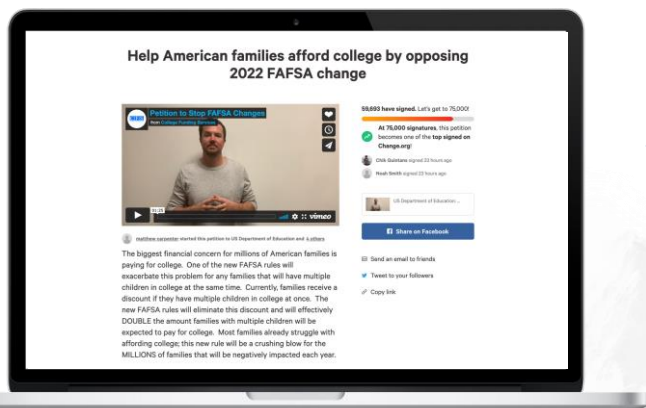 Help American families afford college by opposing
2022 FAFSA change
Petition to Stop FAFSA Changes
from College Funding Services
vimeo
matthew carpenter started this petition to US Department of Education and 4 others
The biggest financial concern for millions of American families is
paying for college. One of the new FAFSA rules will
exacerbate this problem for any families that will have multiple
children in college at the same time. Currently, families receive a
discount if they have multiple children in college at once. The
new FAFSA rules will eliminate this discount and will effectively
DOUBLE the amount families with multiple children will be
expected to pay for college. Most families already struggle with
affording college; this new rule will be a crushing blow for the
MILLIONS of families that will be negatively impacted each year.
59,693 have signed. Let's get to 75,000!
At 75,000 signatures, this petition
becomes one of the top signed on
Change.org!
signed 23 hours ago
Noah Smith signed 23 hours ago
US Department of Education: ...
Share on Facebook
Send an email to friends
Tweet to your followers
Copy link